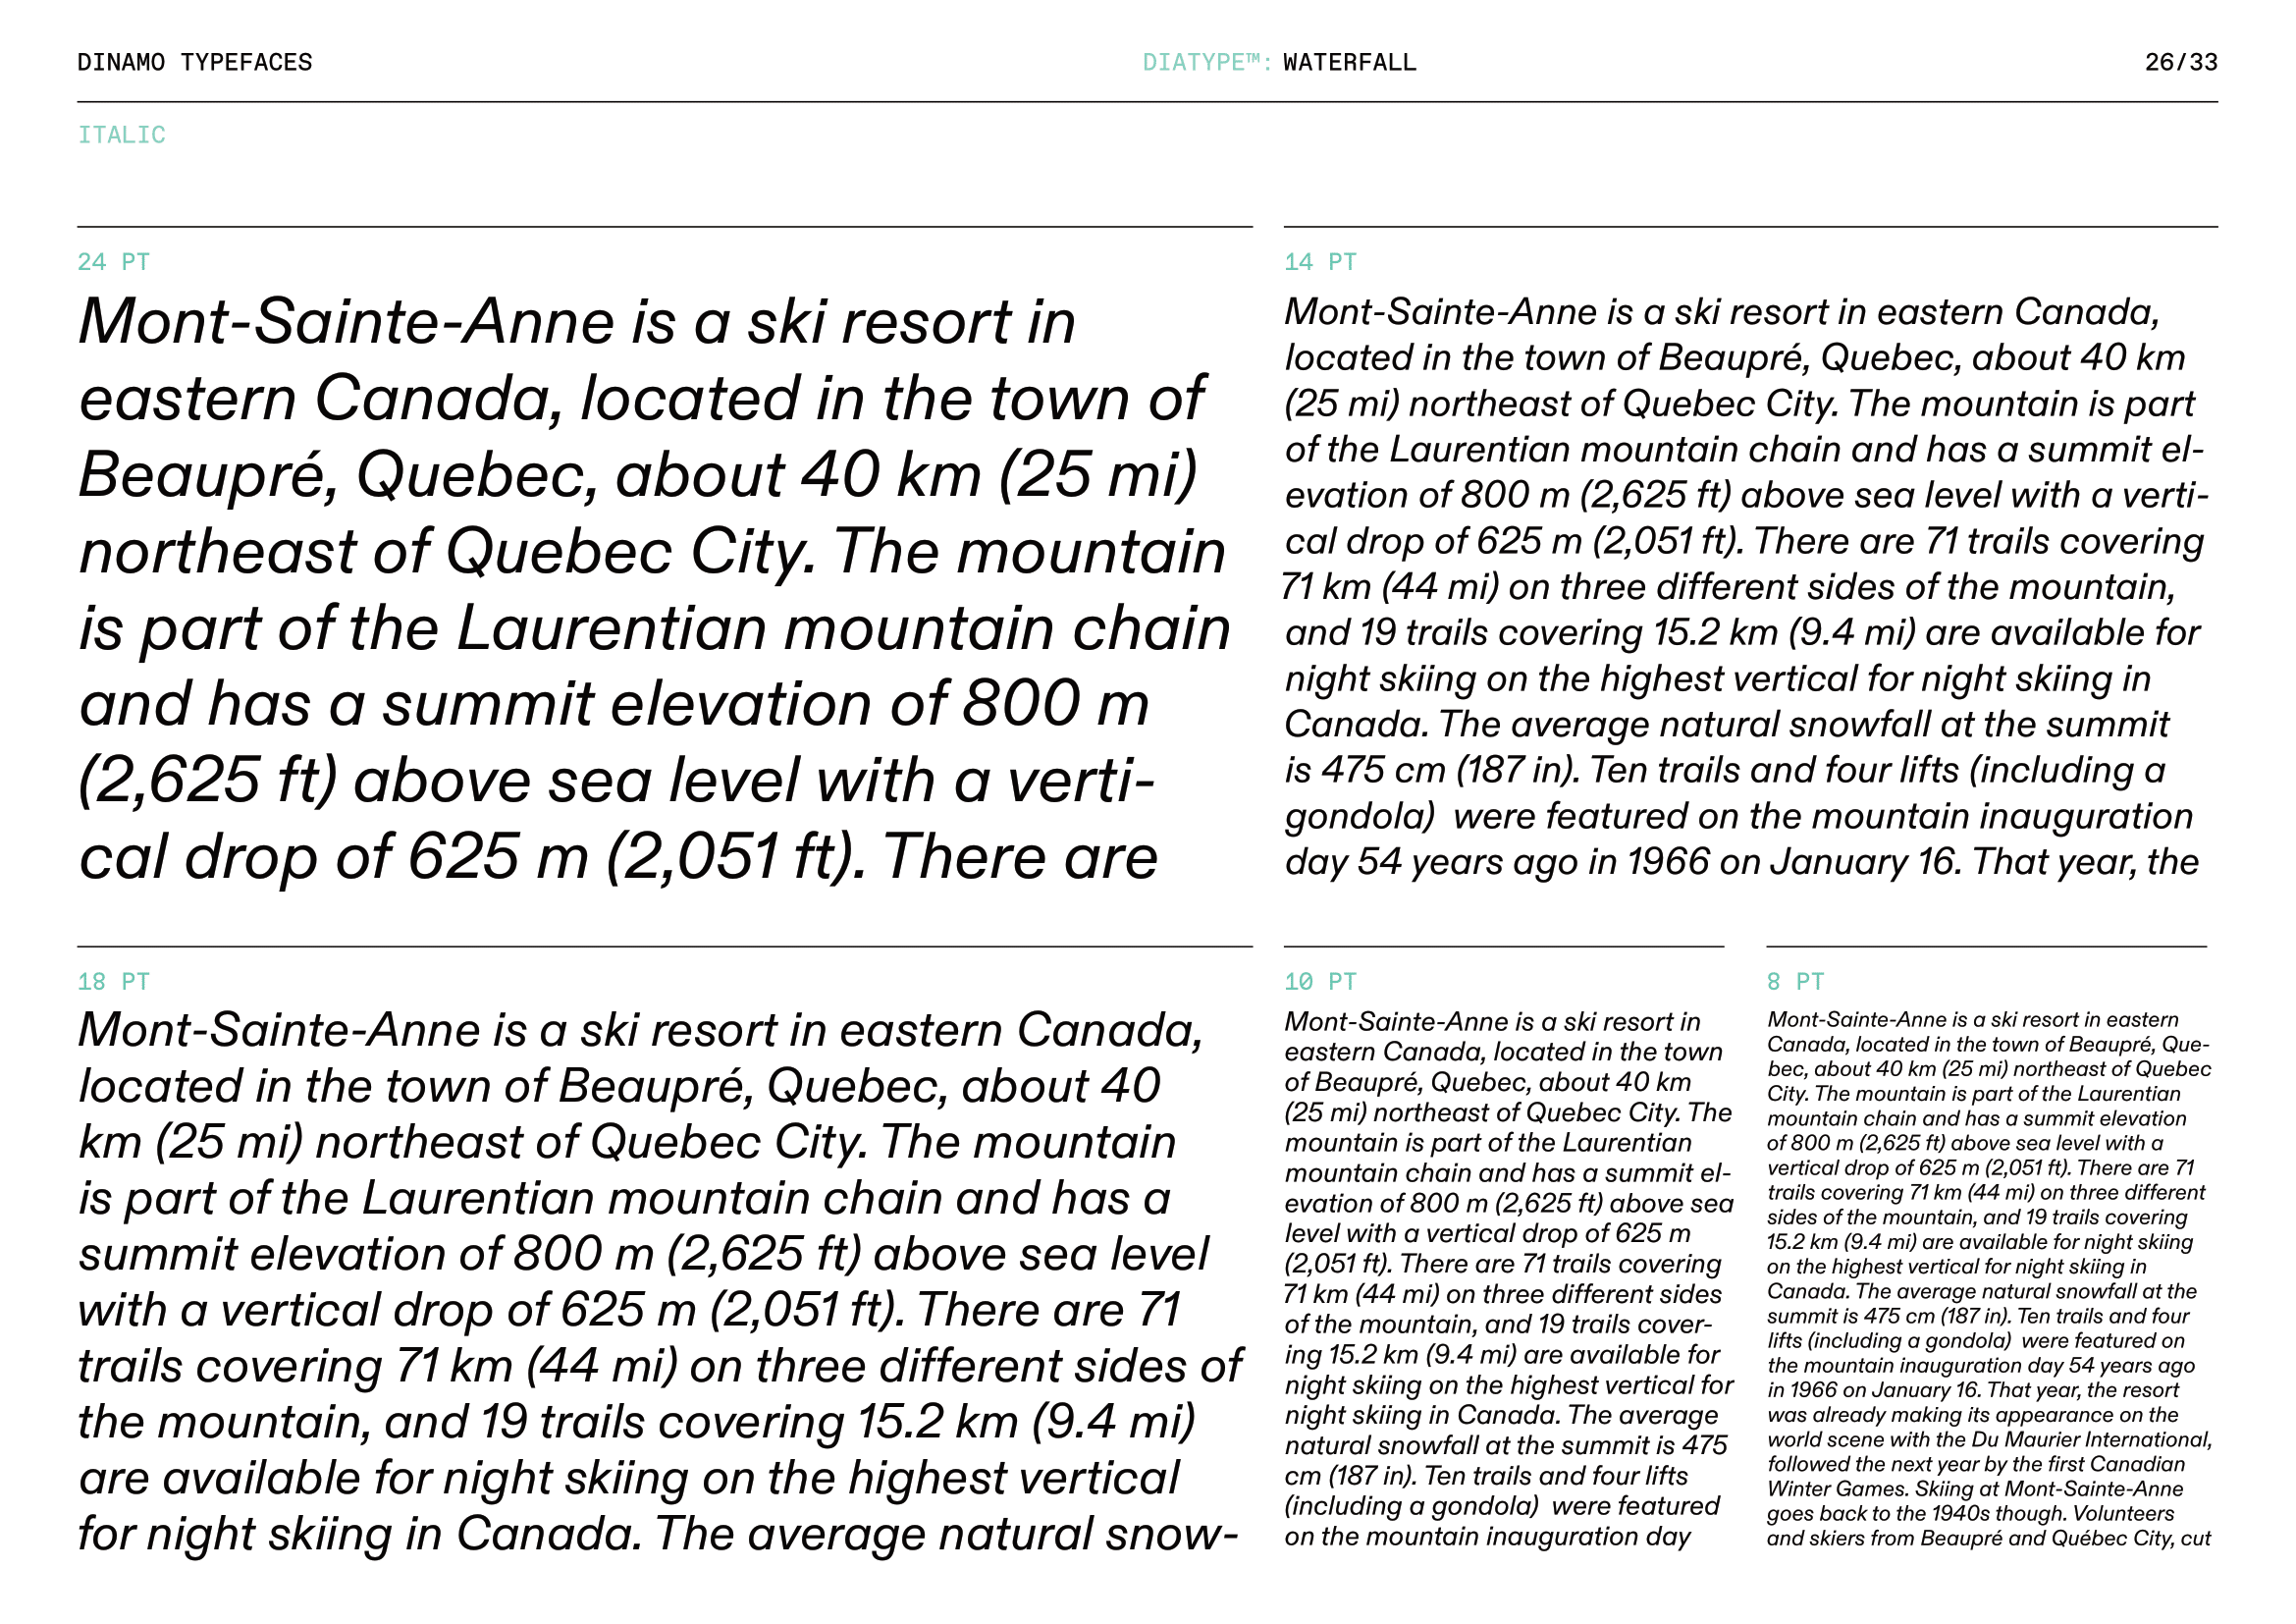 DINAMO TYPEFACES
DIATYPE™: WATERFALL
26/33
ITALIC
24 PT
Mont-Sainte-Anne is a ski resort in
eastern Canada, located in the town of
Beaupré, Quebec, about 40 km (25 mi)
northeast of Quebec City. The mountain
is part of the Laurentian mountain chain
and has a summit elevation of 800 m
(2,625 ft) above sea level with a verti-
cal drop of 625 m (2,051 ft). There are
14 PT
Mont-Sainte-Anne is a ski resort in eastern Canada,
located in the town of Beaupré, Quebec, about 40 km
(25 mi) northeast of Quebec City. The mountain is part
of the Laurentian mountain chain and has a summit el-
evation of 800 m (2,625 ft) above sea level with a verti-
cal drop of 625 m (2,051 ft). There are 71 trails covering
71 km (44 mi) on three different sides of the mountain,
and 19 trails covering 15.2 km (9.4 mi) are available for
night skiing on the highest vertical for night skiing in
Canada. The average natural snowfall at the summit
is 475 cm (187 in). Ten trails and four lifts (including a
gondola)  were featured on the mountain inauguration
day 54 years ago in 1966 on January 16. That year, the
18 PT
Mont-Sainte-Anne is a ski resort in eastern Canada,
located in the town of Beaupré, Quebec, about 40
km (25 mi) northeast of Quebec City. The mountain
is part of the Laurentian mountain chain and has a
summit elevation of 800 m (2,625 ft) above sea level
with a vertical drop of 625 m (2,051 ft). There are 71
trails covering 71 km (44 mi) on three different sides of
the mountain, and 19 trails covering 15.2 km (9.4 mi)
are available for night skiing on the highest vertical
for night skiing in Canada. The average natural snow-
10 PT
Mont-Sainte-Anne is a ski resort in
eastern Canada, located in the town
of Beaupré, Quebec, about 40 km
(25 mi) northeast of Quebec City. The
mountain is part of the Laurentian
mountain chain and has a summit el-
evation of 800 m (2,625 ft) above sea
level with a vertical drop of 625 m
(2,051 ft). There are 71 trails covering
71 km (44 mi) on three different sides
of the mountain, and 19 trails cover-
ing 15.2 km (9.4 mi) are available for
night skiing on the highest vertical for
night skiing in Canada. The average
natural snowfall at the summit is 475
cm (187 in). Ten trails and four lifts
(including a gondola)  were featured
on the mountain inauguration day
8 PT
Mont-Sainte-Anne is a ski resort in eastern
Canada, located in the town of Beaupré, Que-
bec, about 40 km (25 mi) northeast of Quebec
City. The mountain is part of the Laurentian
mountain chain and has a summit elevation
of 800 m (2,625 ft) above sea level with a
vertical drop of 625 m (2,051 ft). There are 71
trails covering 71 km (44 mi) on three different
sides of the mountain, and 19 trails covering
15.2 km (9.4 mi) are available for night skiing
on the highest vertical for night skiing in
Canada. The average natural snowfall at the
summit is 475 cm (187 in). Ten trails and four
lifts (including a gondola)  were featured on
the mountain inauguration day 54 years ago
in 1966 on January 16. That year, the resort
was already making its appearance on the
world scene with the Du Maurier International,
followed the next year by the first Canadian
Winter Games. Skiing at Mont-Sainte-Anne
goes back to the 1940s though. Volunteers
and skiers from Beaupré and Québec City, cut